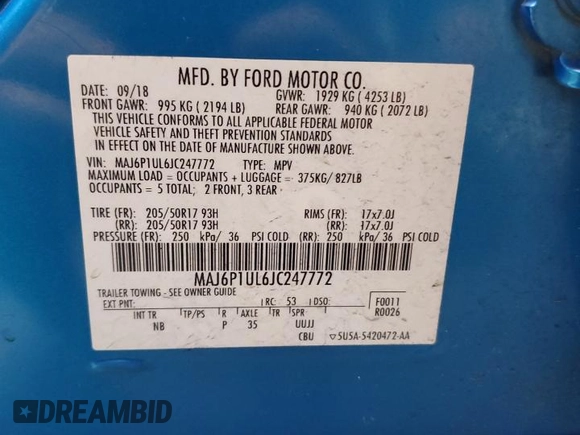 MFD. BY FORD MOTOR CO.
DATE: 09/18 GVWR: 1929 KG ( 4253 LB)
FRONT GAWR: 995 KG ( 2194 LB) REAR GAWR: 940 KG ( 2072 LB)
THIS VEHICLE CONFORMS TO ALL APPLICABLE FEDERAL MOTOR
VEHICLE SAFETY AND THEFT PREVENTION STANDARDS
IN EFFECT ON THE DATE OF MANUFACTURE SHOWN ABOVE.
VIN: MAJ6P1UL6JC247772 TYPE: MPV
MAXIMUM LOAD = OCCUPANTS + LUGGAGE = 375KG/ 827LB
OCCUPANTS = 5 TOTAL; 2 FRONT, 3 REAR
TIRE (FR): 205/50R17 93H RIMS (FR): 17x7.0J
(RR): 205/50R17 93H (RR): 17x7.0J
PRESSURE (FR): 250 kPa/ 36 PSI COLD (RR): 250 kPa/ 36 PSI COLD
MAJ6P1UL6JC247772
TRAILER TOWING - SEE OWNER GUIDE
EXT PNT: RC: 53 DSO: F0011
R0026
INT TR TP/PS R AXLE TR SPR
NB P 35 UUJJ
CBU 5U5A-5420472-AA
DREAMBID